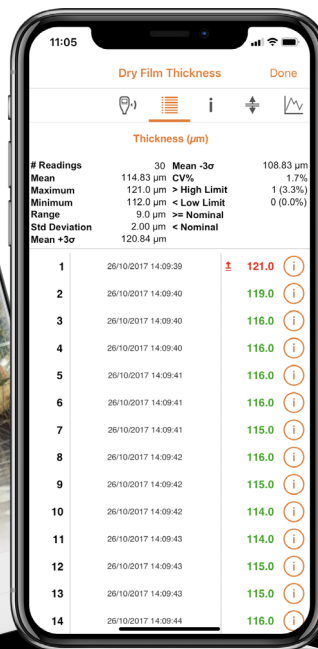 11:05
Dry Film Thickness Done
i
Thickness (µm)
# Readings 30 Mean -3σ 108.83 µm
Mean 114.83 µm CV% 1.7%
Maximum 121.0 µm > High Limit 1 (3.3%)
Minimum 112.0 µm < Low Limit 0 (0.0%)
Range 9.0 µm >= Nominal
Std Deviation 2.00 µm < Nominal
Mean +3σ 120.84 µm
1 26/10/2017 14:09:39 121.0 i
2 26/10/2017 14:09:40 119.0 i
3 26/10/2017 14:09:40 116.0 i
4 26/10/2017 14:09:40 116.0 i
5 26/10/2017 14:09:41 116.0 i
6 26/10/2017 14:09:41 116.0 i
7 26/10/2017 14:09:41 115.0 i
8 26/10/2017 14:09:42 116.0 i
9 26/10/2017 14:09:42 115.0 i
10 26/10/2017 14:09:42 114.0 i
11 26/10/2017 14:09:43 114.0 i
12 26/10/2017 14:09:43 115.0 i
13 26/10/2017 14:09:43 115.0 i
14 26/10/2017 14:09:44 116.0 i